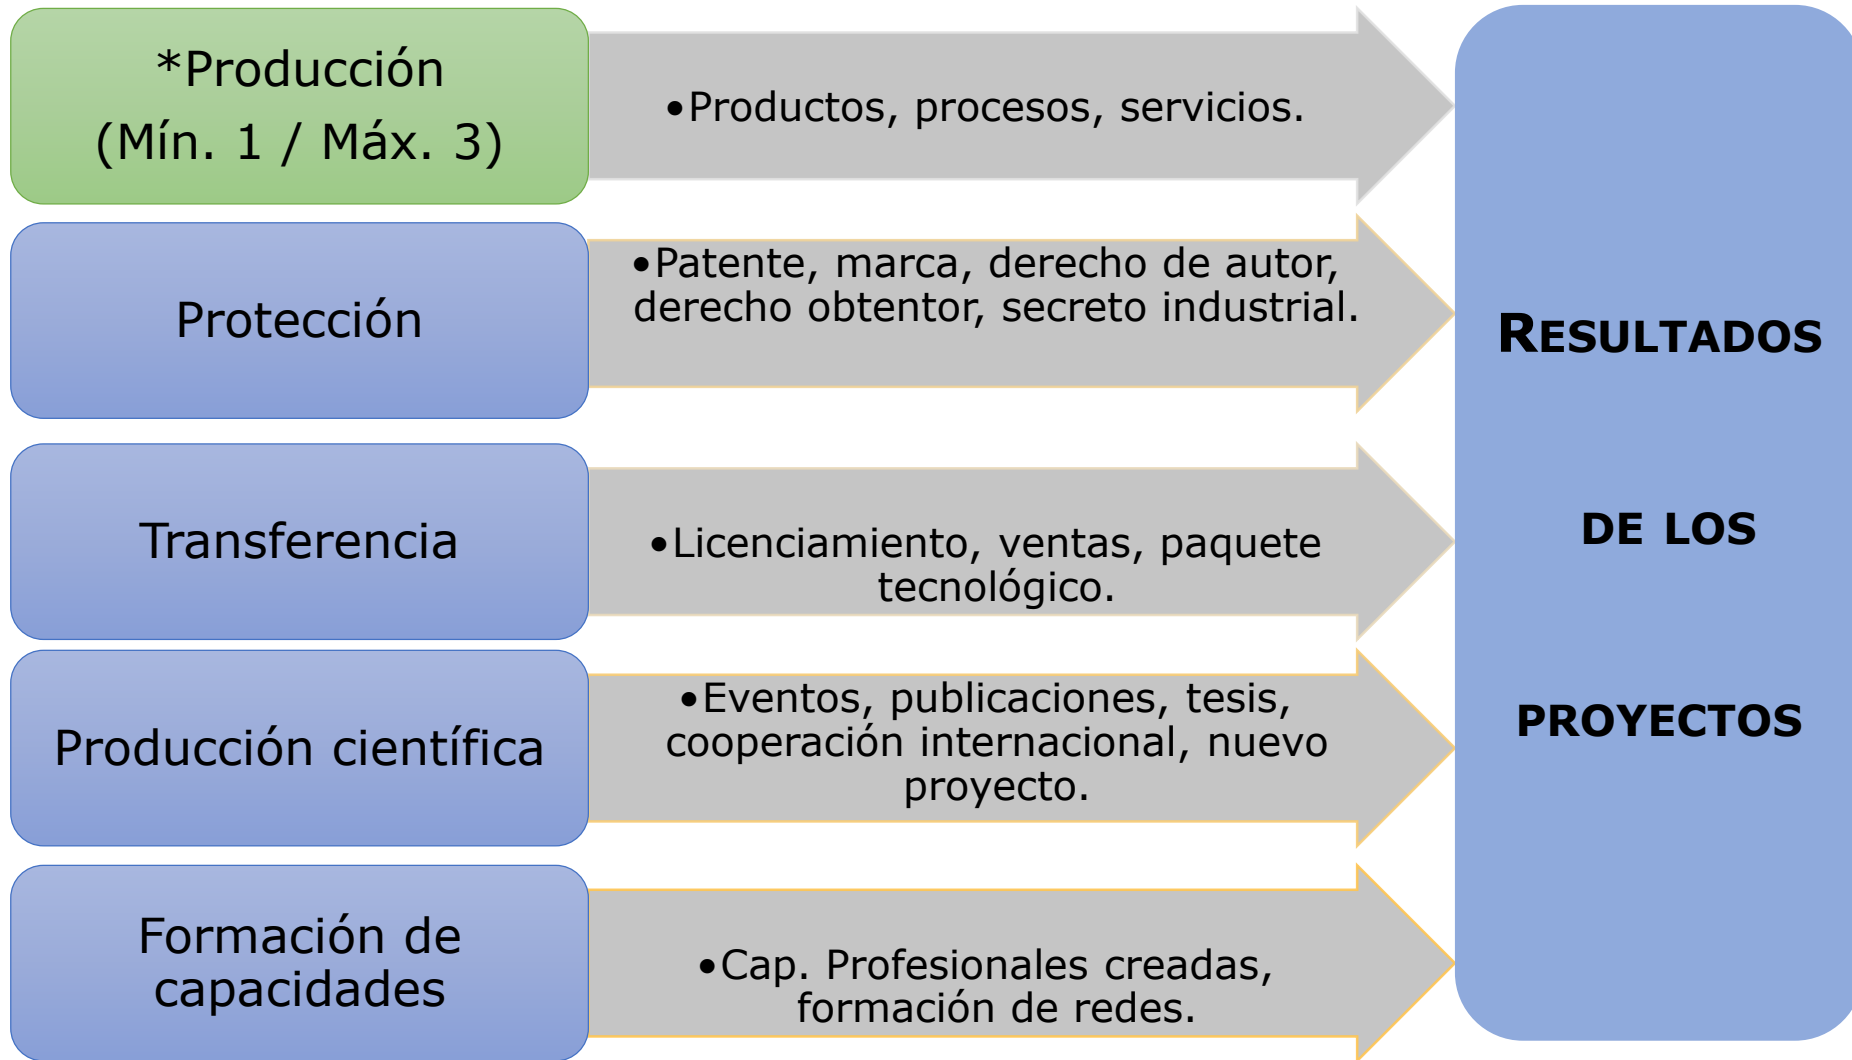 *Producción
(Mín. 1 / Máx. 3)
•Productos, procesos, servicios.
Protección
•Patente, marca, derecho de autor,
derecho obtentor, secreto industrial.
Transferencia
•Licenciamiento, ventas, paquete
tecnológico.
Producción científica
•Eventos, publicaciones, tesis,
cooperación internacional, nuevo
proyecto.
Formación de
capacidades
•Cap. Profesionales creadas,
formación de redes.
RESULTADOS
DE LOS
PROYECTOS